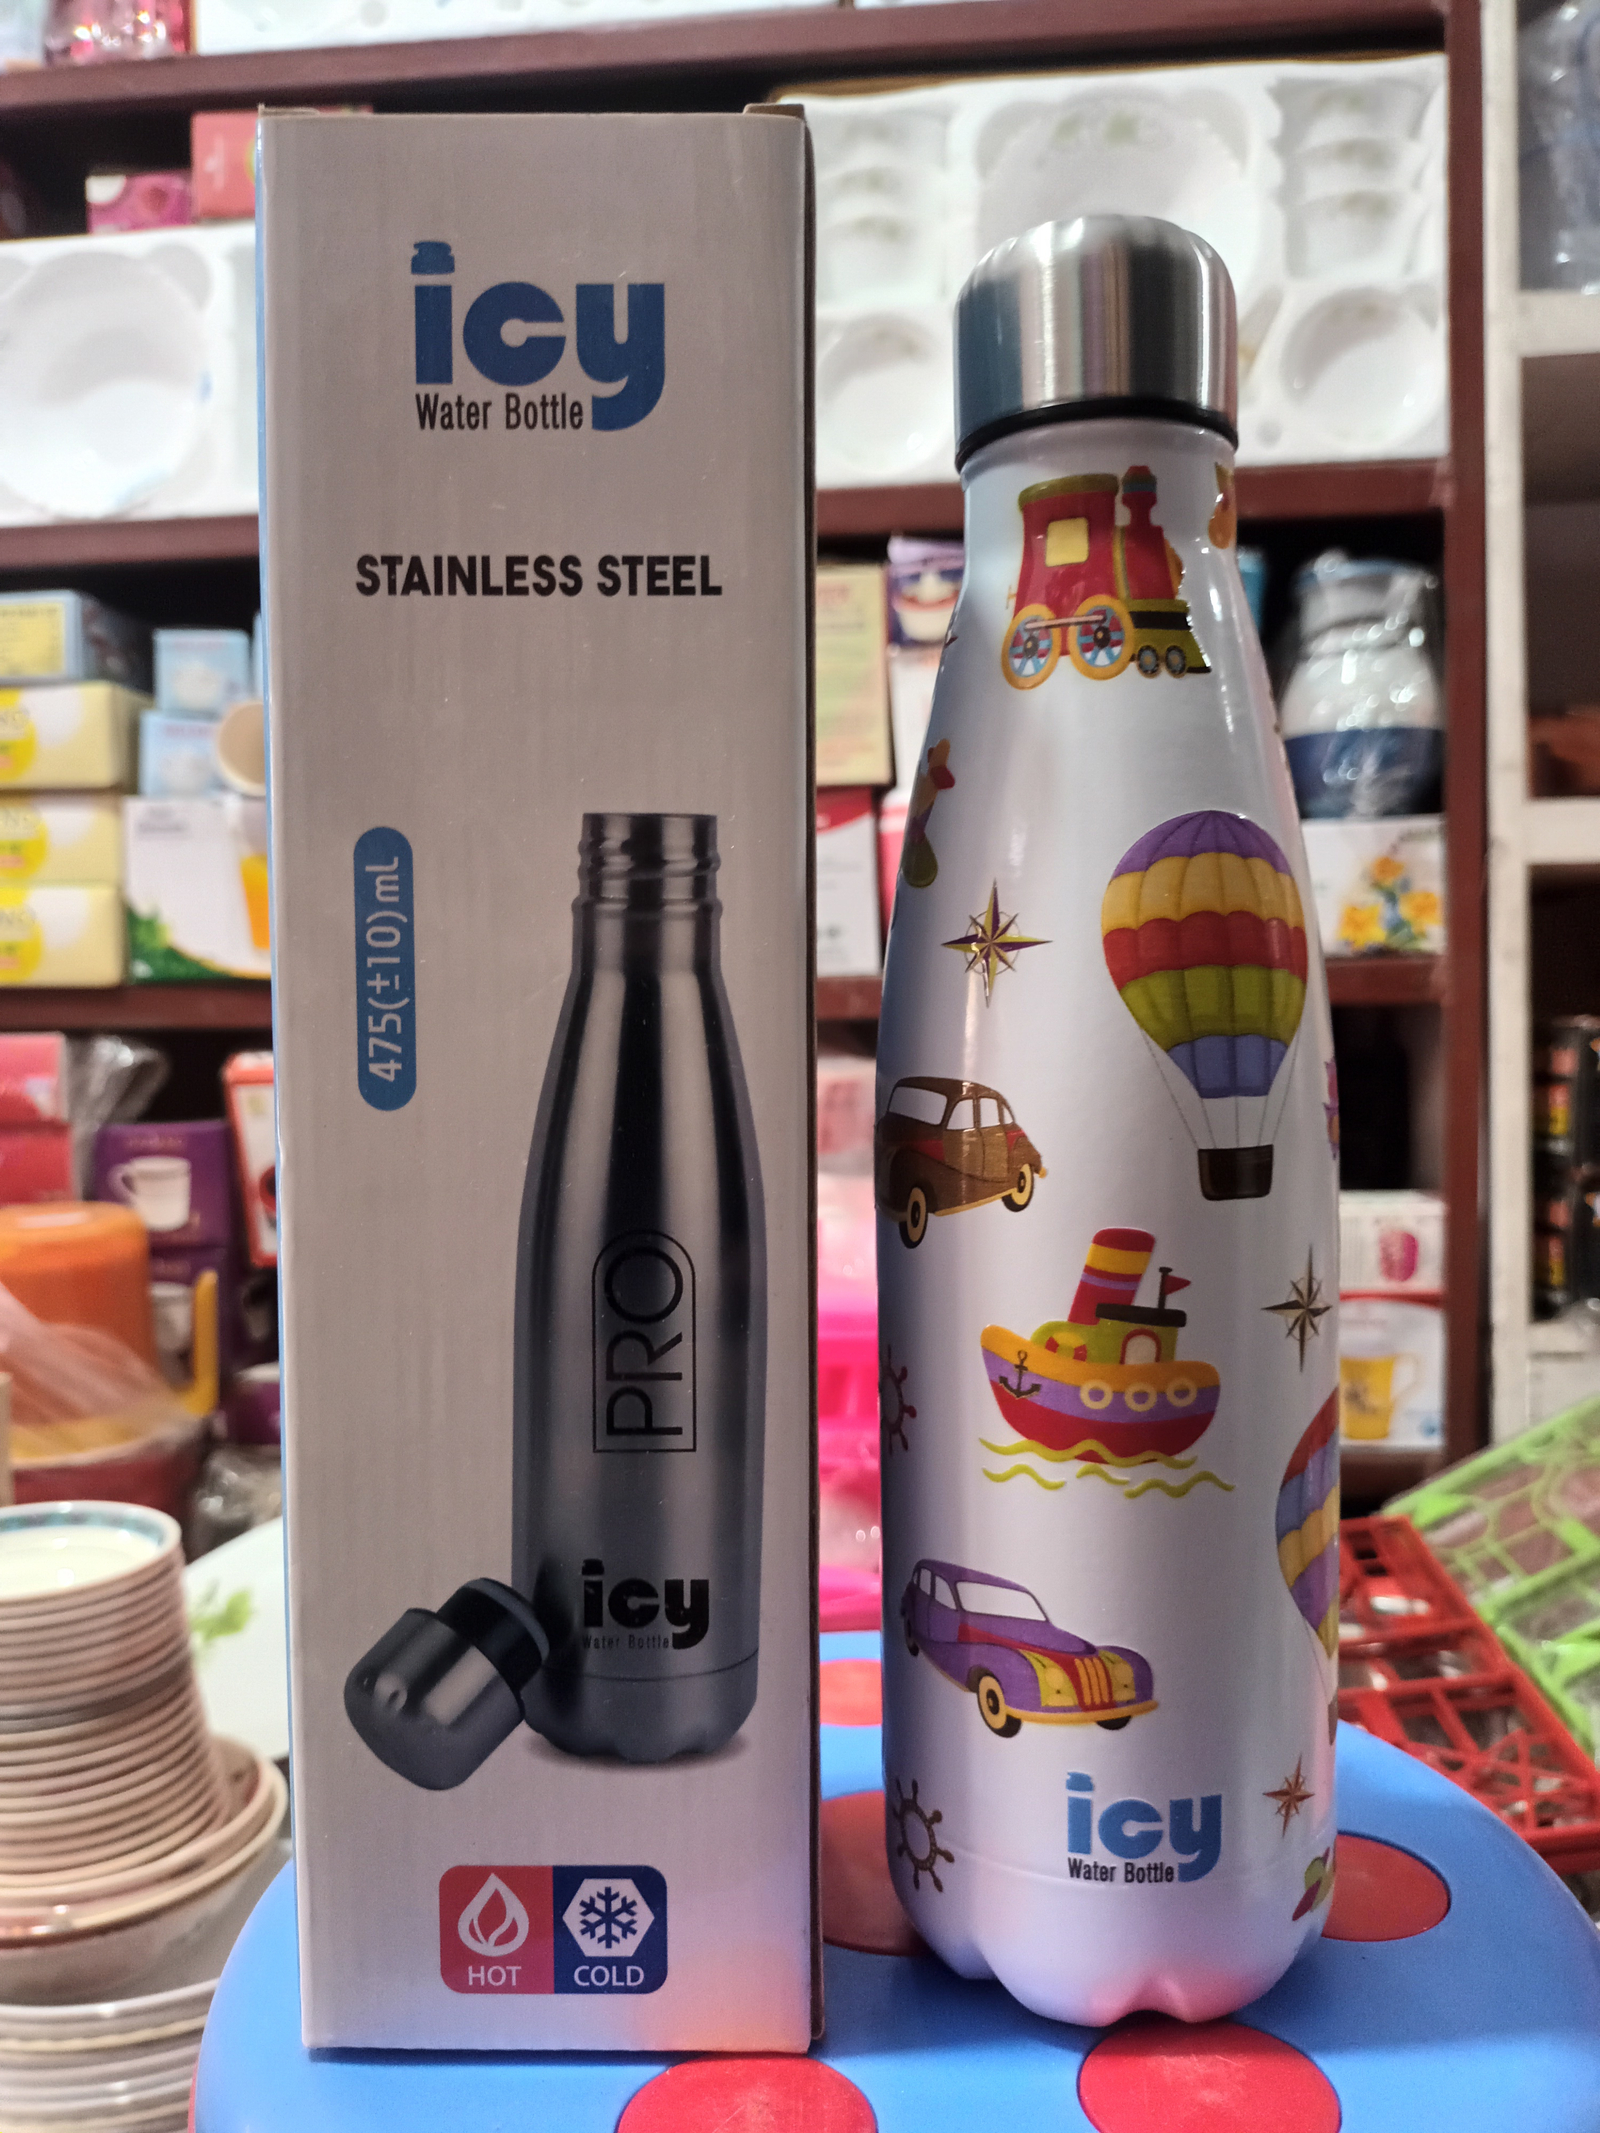 icy
Water Bottle
STAINLESS STEEL
475(±10)mL
PRO
icy
Water Bottle
HOT
COLD
icy
Water Bottle